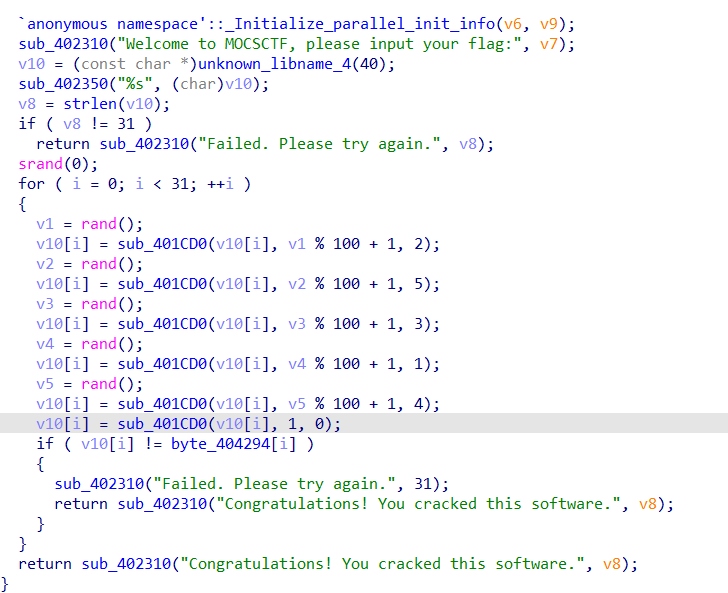 `anonymous namespace'::_Initialize_parallel_init_info(v6, v9);
sub_402310("Welcome to MOCSCTF, please input your flag:", v7);
v10 = (const char *)unknown_libname_4(40);
sub_402350("%s", (char)v10);
v8 = strlen(v10);
if ( v8 != 31 )
return sub_402310("Failed. Please try again.", v8);
srand(0);
for ( i = 0; i < 31; ++i )
{
v1 = rand();
v10[i] = sub_401CD0(v10[i], v1 % 100 + 1, 2);
v2 = rand();
v10[i] = sub_401CD0(v10[i], v2 % 100 + 1, 5);
v3 = rand();
v10[i] = sub_401CD0(v10[i], v3 % 100 + 1, 3);
v4 = rand();
v10[i] = sub_401CD0(v10[i], v4 % 100 + 1, 1);
v5 = rand();
v10[i] = sub_401CD0(v10[i], v5 % 100 + 1, 4);
v10[i] = sub_401CD0(v10[i], 1, 0);
if ( v10[i] != byte_404294[i] )
{
sub_402310("Failed. Please try again.", 31);
return sub_402310("Congratulations! You cracked this software.", v8);
}
}
return sub_402310("Congratulations! You cracked this software.", v8);
}